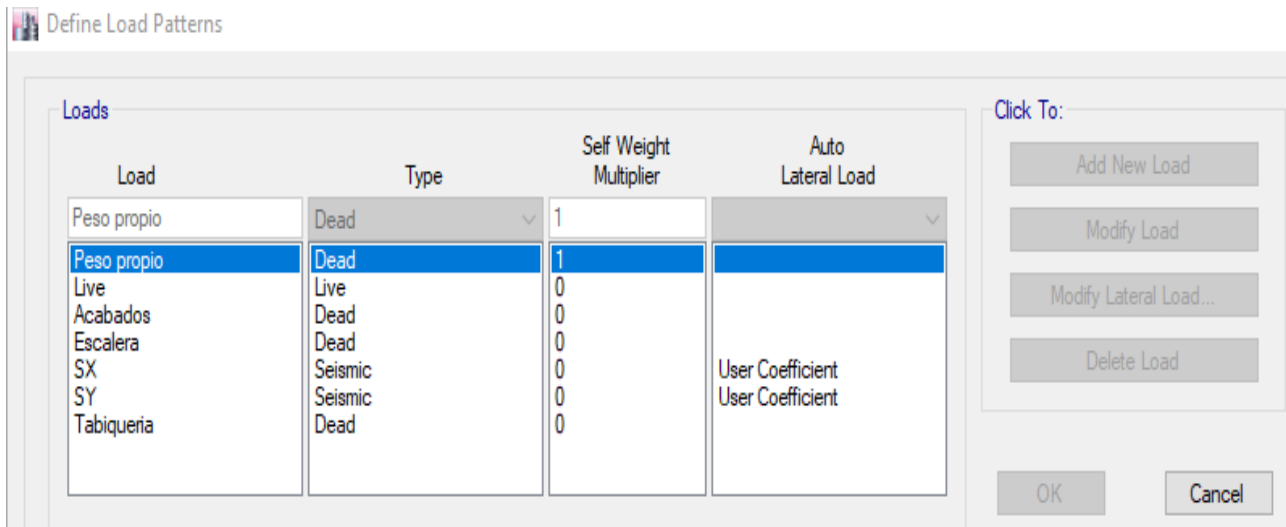 Define Load Patterns
Loads
Click To:
Load Type Self Weight Multiplier Auto Lateral Load
Peso propio Dead 1
Peso propio Dead 1
Live Live 0
Acabados Dead 0
Escalera Dead 0
SX Seismic 0 User Coefficient
SY Seismic 0 User Coefficient
Tabiqueria Dead 0
Add New Load
Modify Load
Modify Lateral Load...
Delete Load
OK Cancel